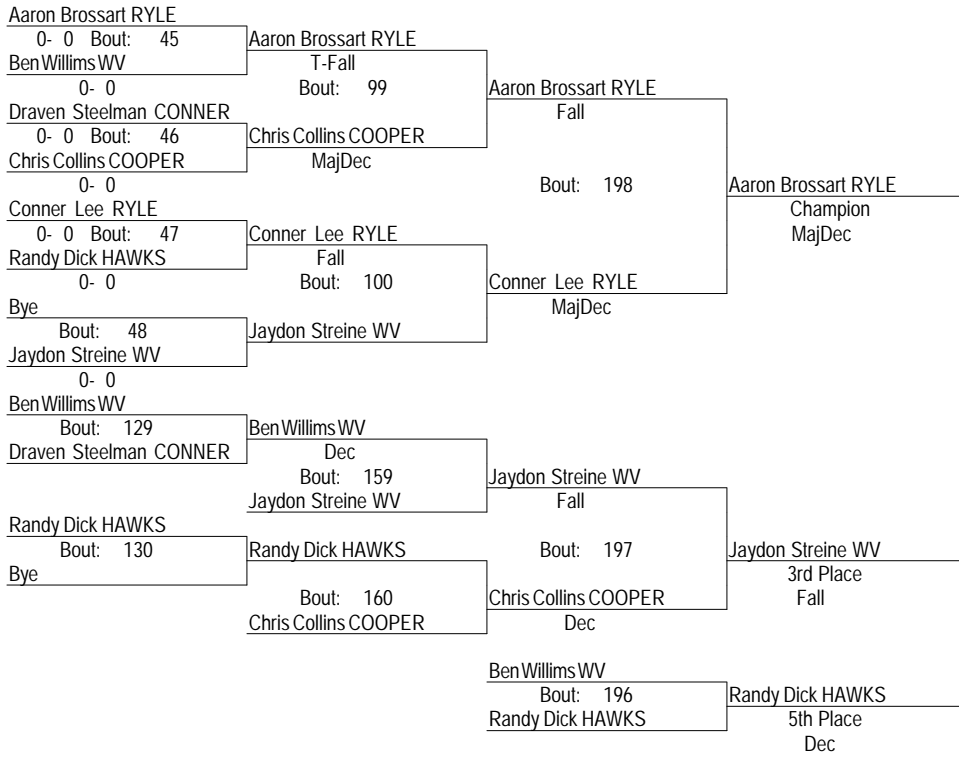 Aaron Brossart RYLE
0- 0 Bout: 45
Ben Willims WV
0- 0
Draven Steelman CONNER
0- 0 Bout: 46
Chris Collins COOPER
0- 0
Conner Lee RYLE
0- 0 Bout: 47
Randy Dick HAWKS
0- 0
Bye
Bout: 48
Jaydon Streine WV
0- 0
Aaron Brossart RYLE
T-Fall
Bout: 99
Chris Collins COOPER
MajDec
Conner Lee RYLE
Fall
Bout: 100
Jaydon Streine WV
Aaron Brossart RYLE
Fall
Bout: 198
Conner Lee RYLE
MajDec
Aaron Brossart RYLE
Champion
MajDec
Ben Willims WV
Bout: 129
Draven Steelman CONNER
Randy Dick HAWKS
Bout: 130
Bye
Ben Willims WV
Dec
Bout: 159
Jaydon Streine WV
Randy Dick HAWKS
Bout: 160
Chris Collins COOPER
Jaydon Streine WV
Fall
Bout: 197
Chris Collins COOPER
Dec
Jaydon Streine WV
3rd Place
Fall
Ben Willims WV
Bout: 196
Randy Dick HAWKS
Randy Dick HAWKS
5th Place
Dec